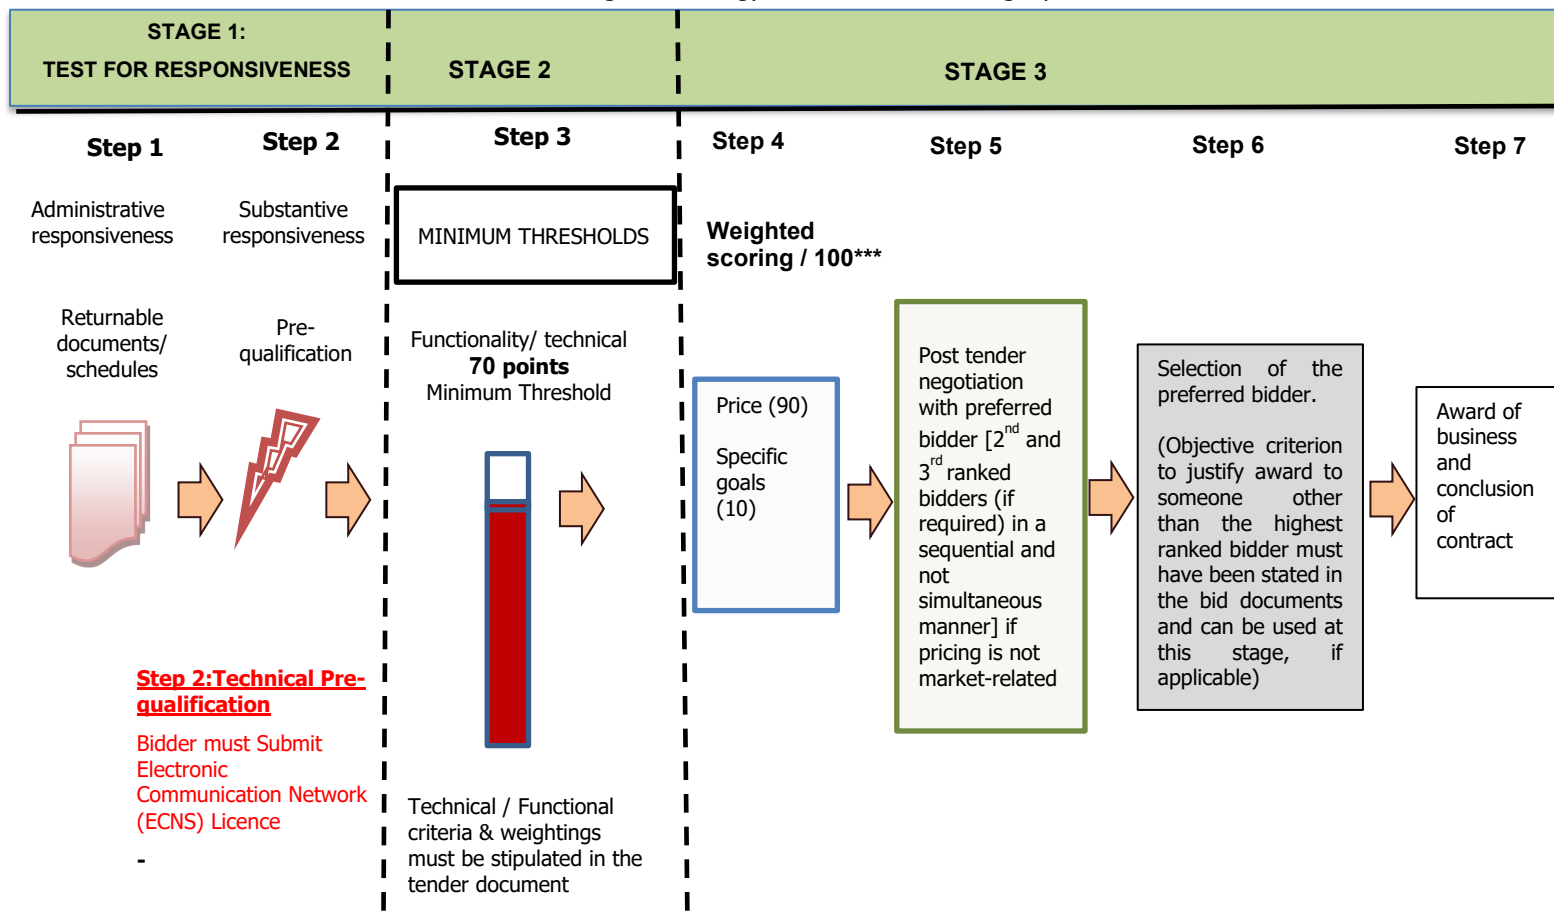 STAGE 1:
TEST FOR RESPONSIVENESS
STAGE 2
STAGE 3
Step 1
Step 2
Step 3
Step 4
Step 5
Step 6
Step 7
Administrative
responsiveness
Substantive
responsiveness
MINIMUM THRESHOLDS
Weighted
scoring / 100***
Returnable
documents/
schedules
Pre-
qualification
Functionality/ technical
70 points
Minimum Threshold
Price (90)
Specific
goals
(10)
Post tender
negotiation
with preferred
bidder [2nd and
3rd ranked
bidders (if
required) in a
sequential and
not
simultaneous
manner] if
pricing is not
market-related
Selection of the
preferred bidder.
(Objective criterion
to justify award to
someone other
than the highest
ranked bidder must
have been stated in
the bid documents
and can be used at
this stage, if
applicable)
Award of
business
and
conclusion
of
contract
Step 2:Technical Pre-
qualification
Bidder must Submit
Electronic
Communication Network
(ECNS) Licence
-
Technical / Functional
criteria & weightings
must be stipulated in the
tender document